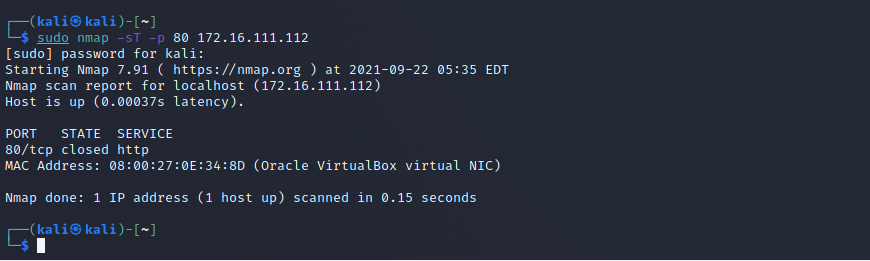 ┌──(kali㉿kali)-[~]
└─$ sudo nmap -sT -p 80 172.16.111.112
[sudo] password for kali:
Starting Nmap 7.91 ( https://nmap.org ) at 2021-09-22 05:35 EDT
Nmap scan report for localhost (172.16.111.112)
Host is up (0.00037s latency).
PORT   STATE  SERVICE
80/tcp closed http
MAC Address: 08:00:27:0E:34:8D (Oracle VirtualBox virtual NIC)
Nmap done: 1 IP address (1 host up) scanned in 0.15 seconds
┌──(kali㉿kali)-[~]
└─$